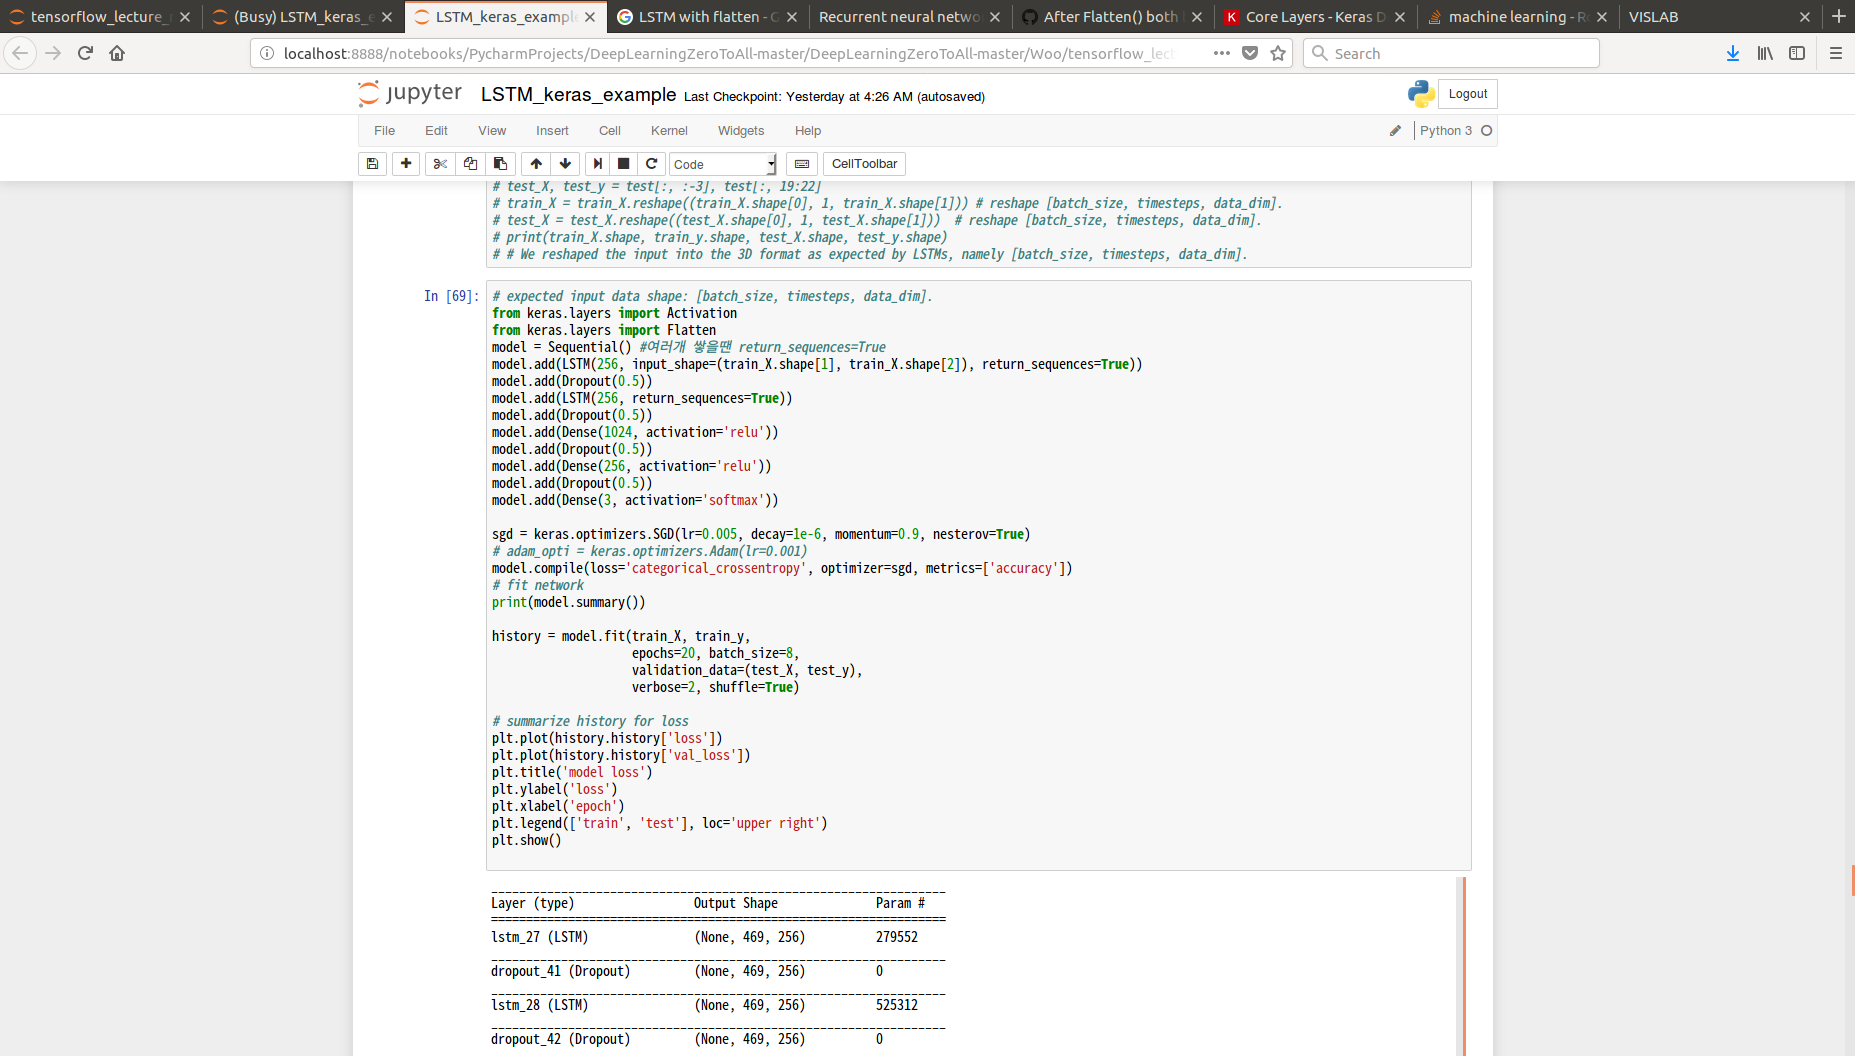 tensorflow_lecture_
(Busy) LSTM_keras_e
LSTM_keras_example
LSTM with flatten - G
Recurrent neural netwo
After Flatten() both
Core Layers - Keras D
machine learning - Ro
VISLAB
localhost:8888/notebooks/PycharmProjects/DeepLearningZeroToAll-master/DeepLearningZeroToAll-master/Woo/tensorflow_lect
Search
jupyter LSTM_keras_example Last Checkpoint: Yesterday at 4:26 AM (autosaved)
Logout
File Edit View Insert Cell Kernel Widgets Help
Python 3
Code
CellToolbar
# test_X, test_y = test[:, :-3], test[:, 19:22]
# train_X = train_X.reshape((train_X.shape[0], 1, train_X.shape[1])) # reshape [batch_size, timesteps, data_dim].
# test_X = test_X.reshape((test_X.shape[0], 1, test_X.shape[1]))  # reshape [batch_size, timesteps, data_dim].
# print(train_X.shape, train_y.shape, test_X.shape, test_y.shape)
# # We reshaped the input into the 3D format as expected by LSTMs, namely [batch_size, timesteps, data_dim].
In [69]:
# expected input data shape: [batch_size, timesteps, data_dim].
from keras.layers import Activation
from keras.layers import Flatten
model = Sequential() #여러개 쌓을땐 return_sequences=True
model.add(LSTM(256, input_shape=(train_X.shape[1], train_X.shape[2]), return_sequences=True))
model.add(Dropout(0.5))
model.add(LSTM(256, return_sequences=True))
model.add(Dropout(0.5))
model.add(Dense(1024, activation='relu'))
model.add(Dropout(0.5))
model.add(Dense(256, activation='relu'))
model.add(Dropout(0.5))
model.add(Dense(3, activation='softmax'))
sgd = keras.optimizers.SGD(lr=0.005, decay=1e-6, momentum=0.9, nesterov=True)
# adam_opti = keras.optimizers.Adam(lr=0.001)
model.compile(loss='categorical_crossentropy', optimizer=sgd, metrics=['accuracy'])
# fit network
print(model.summary())
history = model.fit(train_X, train_y,
epochs=20, batch_size=8,
validation_data=(test_X, test_y),
verbose=2, shuffle=True)
# summarize history for loss
plt.plot(history.history['loss'])
plt.plot(history.history['val_loss'])
plt.title('model loss')
plt.ylabel('loss')
plt.xlabel('epoch')
plt.legend(['train', 'test'], loc='upper right')
plt.show()
_________________________________________________________________
Layer (type)                 Output Shape              Param #
=================================================================
lstm_27 (LSTM)               (None, 469, 256)          279552
_________________________________________________________________
dropout_41 (Dropout)         (None, 469, 256)          0
_________________________________________________________________
lstm_28 (LSTM)               (None, 469, 256)          525312
_________________________________________________________________
dropout_42 (Dropout)         (None, 469, 256)          0